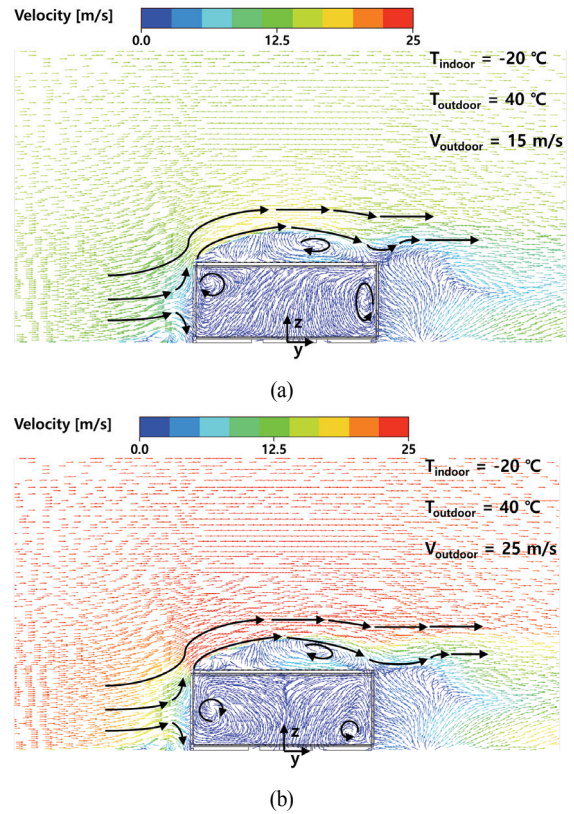 Velocity [m/s]
0.0 12.5 25
T_indoor = -20 ℃
T_outdoor = 40 ℃
V_outdoor = 15 m/s
z
y
(a)
Velocity [m/s]
0.0 12.5 25
T_indoor = -20 ℃
T_outdoor = 40 ℃
V_outdoor = 25 m/s
z
y
(b)